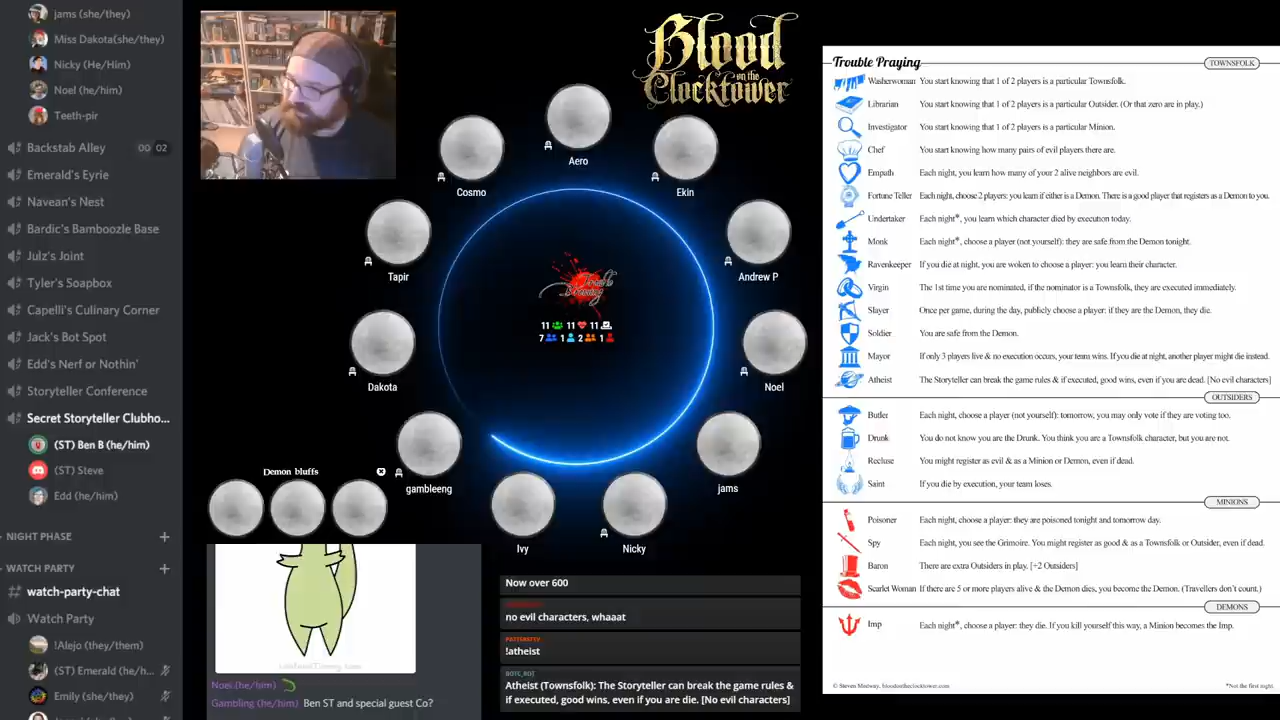 jams (she/they)
Miss Dakota(she/they)
(He/Him)
(he/him)
Teeth-pir
Backstab Alley 00 02
Emerald's Eyrie
Navean's Nest
Bardic's Bamboozle Base
Julz's Joint
Tyler's Soapbox
Capelli's Culinary Corner
Jack's Hot Spot
Edd's Ever Nothin'
Storyteller Conference
Secret Storyteller Clubho...
(ST) Ben B (he/him)
(ST) Steve
Edd (he/him)
NIGHT PHASE
WATCH PARTY
watch-party-chat
Watch Party
!Alejo (they/them)
(he/th...
Emily (she/they)
Blood
on the
Clocktower
Aero
Cosmo
Ekin
Tapir
Andrew P
Dakota
Noel
gambleeng
jams
Ivy
Nicky
11 11 11
7 1 2 1
Demon bluffs
Noel (he/him)
Gambling (he/him) Ben ST and special guest Co?
Now over 600
no evil characters, whaaat
!atheist
BOTC_BOT
Atheist (Townsfolk): The Storyteller can break the game rules &
if executed, good wins, even if you are die. [No evil characters]
Trouble Praying
TOWNSFOLK
Washerwoman You start knowing that 1 of 2 players is a particular Townsfolk.
Librarian You start knowing that 1 of 2 players is a particular Outsider. (Or that zero are in play.)
Investigator You start knowing that 1 of 2 players is a particular Minion.
Chef You start knowing how many pairs of evil players there are.
Empath Each night, you learn how many of your 2 alive neighbors are evil.
Fortune Teller Each night, choose 2 players: you learn if either is a Demon. There is a good player that registers as a Demon to you.
Undertaker Each night*, you learn which character died by execution today.
Monk Each night*, choose a player (not yourself): they are safe from the Demon tonight.
Ravenkeeper If you die at night, you are woken to choose a player: you learn their character.
Virgin The 1st time you are nominated, if the nominator is a Townsfolk, they are executed immediately.
Slayer Once per game, during the day, publicly choose a player: if they are the Demon, they die.
Soldier You are safe from the Demon.
Mayor If only 3 players live & no execution occurs, your team wins. If you die at night, another player might die instead.
Atheist The Storyteller can break the game rules & if executed, good wins, even if you are dead. [No evil characters]
OUTSIDERS
Butler Each night, choose a player (not yourself): tomorrow, you may only vote if they are voting too.
Drunk You do not know you are the Drunk. You think you are a Townsfolk character, but you are not.
Recluse You might register as evil & as a Minion or Demon, even if dead.
Saint If you die by execution, your team loses.
MINIONS
Poisoner Each night, choose a player: they are poisoned tonight and tomorrow day.
Spy Each night, you see the Grimoire. You might register as good & as a Townsfolk or Outsider, even if dead.
Baron There are extra Outsiders in play. [+2 Outsiders]
Scarlet Woman If there are 5 or more players alive & the Demon dies, you become the Demon. (Travellers don't count.)
DEMONS
Imp Each night*, choose a player: they die. If you kill yourself this way, a Minion becomes the Imp.
© Steven Medway, bloodontheclocktower.com
*Not the first night